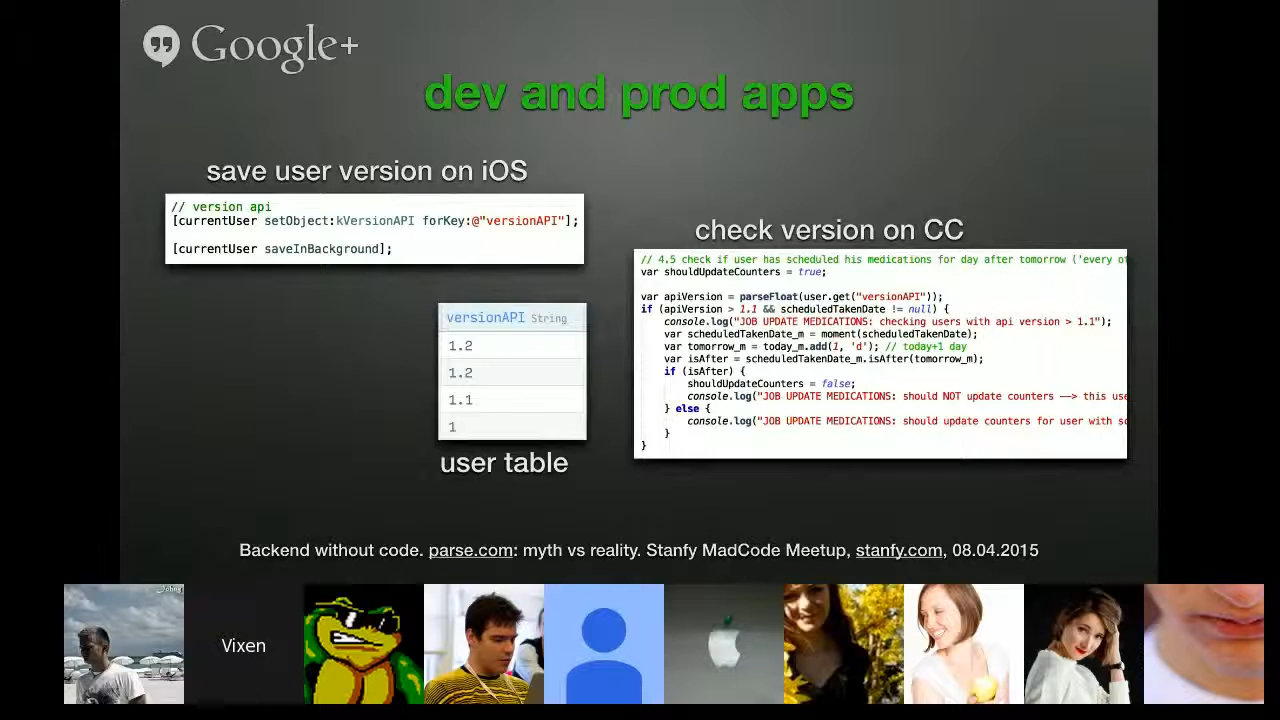 Google+
dev and prod apps
save user version on iOS
// version api
[currentUser setObject:kVersionAPI forKey:@"versionAPI"];
[currentUser saveInBackground];
check version on CC
// 4.5 check if user has scheduled his medications for day after tomorrow ('every
var shouldUpdateCounters = true;
var apiVersion = parseFloat(user.get("versionAPI"));
if (apiVersion > 1.1 && scheduledTakenDate != null) {
console.log("JOB UPDATE MEDICATIONS: checking users with api version > 1.1");
var scheduledTakenDate_m = moment(scheduledTakenDate);
var tomorrow_m = today_m.add(1, 'd'); // today+1 day
var isAfter = scheduledTakenDate_m.isAfter(tomorrow_m);
if (isAfter) {
shouldUpdateCounters = false;
console.log("JOB UPDATE MEDICATIONS: should NOT update counters ——> this
} else {
console.log("JOB UPDATE MEDICATIONS: should update counters for user with
}
}
versionAPI String
1.2
1.2
1.1
1
user table
Backend without code. parse.com: myth vs reality. Stanfy MadCode Meetup, stanfy.com, 08.04.2015
Vixen